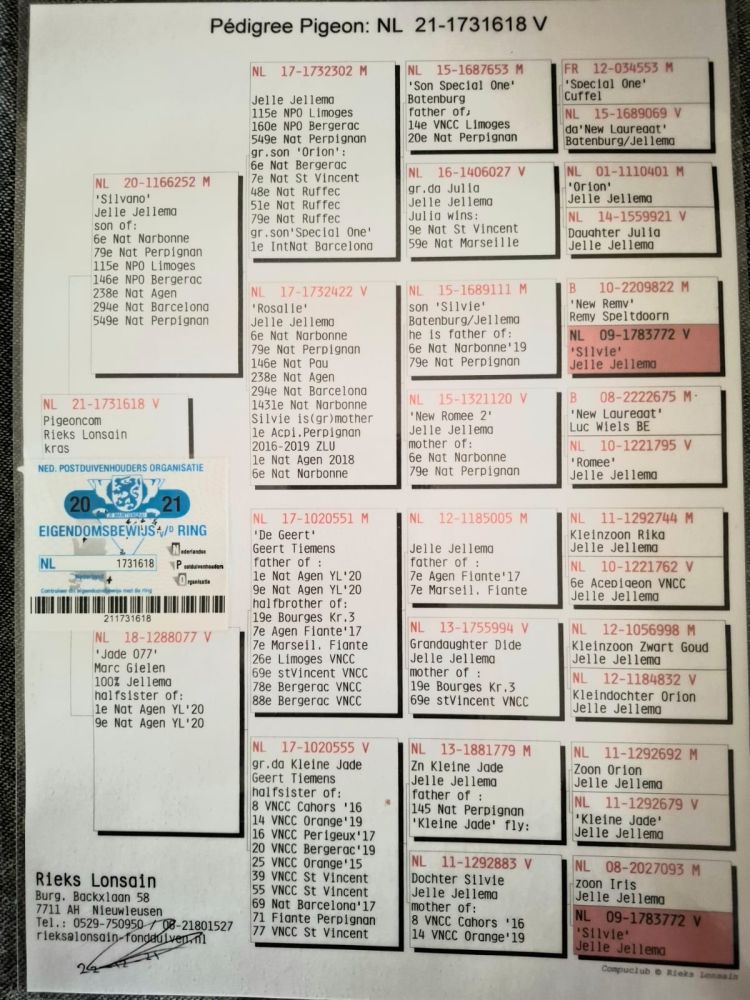 Pédigree Pigeon: NL 21-1731618 V
NL 21-1731618 V
Pigeoncom
Rieks Lonsain
kras
NED. POSTDUIVENHOUDERS ORGANISATIE
20 21
EIGENDOMSBEWIJS V/D RING
NL 1731618
Nederlandse
Postduivenhouders
Organisatie
211731618
NL 20-1166252 M
'Silvano'
Jelle Jellema
son of:
6e Nat Narbonne
79e Nat Perpignan
115e NPO Limoges
146e NPO Bergerac
238e Nat Agen
294e Nat Barcelona
549e Nat Perpignan
NL 18-1288077 V
'Jade 077'
Marc Gielen
100% Jellema
halfsister of:
1e Nat Agen YL'20
9e Nat Agen YL'20
NL 17-1732302 M
Jelle Jellema
115e NPO Limoges
160e NPO Bergerac
549e Nat Perpignan
gr.son 'Orion':
6e Nat Bergerac
7e Nat St Vincent
48e Nat Ruffec
51e Nat Ruffec
79e Nat Ruffec
gr.son'Special One'
1e IntNat Barcelona
NL 17-1732422 V
'Rosalie'
Jelle Jellema
6e Nat Narbonne
79e Nat Perpignan
146e Nat Pau
238e Nat Agen
294e Nat Barcelona
1431e Nat Narbonne
Silvie is(gr)mother
1e Acpi.Perpignan
2016-2019 ZLU
1e Nat Agen 2018
6e Nat Narbonne
NL 17-1020551 M
'De Geert'
Geert Tiemens
father of :
1e Nat Agen YL'20
9e Nat Agen YL'20
halfbrother of:
19e Bourges Kr.3
7e Agen Fiante'17
7e Marseil. Fiante
26e Limoges VNCC
69e stVincent VNCC
78e Bergerac VNCC
88e Bergerac VNCC
NL 17-1020555 V
gr.da Kleine Jade
Geert Tiemens
halfsister of:
8 VNCC Cahors '16
14 VNCC Orange'19
16 VNCC Perigeux'17
20 VNCC Bergerac'19
25 VNCC Orange'15
39 VNCC St Vincent
55 VNCC St Vincent
69 Nat Barcelona'17
71 Fiante Perpignan
77 VNCC St Vincent
NL 15-1687653 M
'Son Special One'
Batenburg
father of,
14e VNCC Limoges
20e Nat Perpignan
NL 16-1406027 V
gr.da Julia
Jelle Jellema
Julia wins:
9e Nat St Vincent
59e Nat Marseille
NL 15-1689111 M
son 'Silvie'
Batenburg/Jellema
he is father of:
6e Nat Narbonne'19
79e Nat Perpignan
NL 15-1321120 V
'New Romee 2'
Jelle Jellema
mother of:
6e Nat Narbonne
79e Nat Perpignan
NL 12-1185005 M
Jelle Jellema
father of :
7e Agen Fiante'17
7e Marseil. Fiante
NL 13-1755994 V
Grandaughter Dide
Jelle Jellema
mother of :
19e Bourges Kr.3
69e stVincent VNCC
NL 13-1881779 M
Zn Kleine Jade
Jelle Jellema
father of :
145 Nat Perpignan
'Kleine Jade' fly:
NL 11-1292883 V
Dochter Silvie
Jelle Jellema
mother of:
8 VNCC Cahors '16
14 VNCC Orange'19
FR 12-034553 M
'Special One'
Cuffel
NL 15-1689069 V
da'New Laureaat'
Batenburg/Jellema
NL 01-1110401 M
'Orion'
Jelle Jellema
NL 14-1559921 V
Daughter Julia
Jelle Jellema
B 10-2209822 M
'New Remy'
Remy Speltdoorn
NL 09-1783772 V
'Silvie'
Jelle Jellema
B 08-2222675 M
'New Laureaat'
Luc Wiels BE
NL 10-1221795 V
'Romee'
Jelle Jellema
NL 11-1292744 M
Kleinzoon Rika
Jelle Jellema
NL 10-1221762 V
6e Acepigeon VNCC
Jelle Jellema
NL 12-1056998 M
Kleinzoon Zwart Goud
Jelle Jellema
NL 12-1184832 V
Kleindochter Orion
Jelle Jellema
NL 11-1292692 M
Zoon Orion
Jelle Jellema
NL 11-1292679 V
'Kleine Jade'
Jelle Jellema
NL 08-2027093 M
zoon Iris
Jelle Jellema
NL 09-1783772 V
'Silvie'
Jelle Jellema
Rieks Lonsain
Burg. Backxlaan 58
7711 AH Nieuwleusen
Tel.: 0529-750950 / 06-21801527
rieks@lonsain-fondduiven.nl
Compuclub © Rieks Lonsain